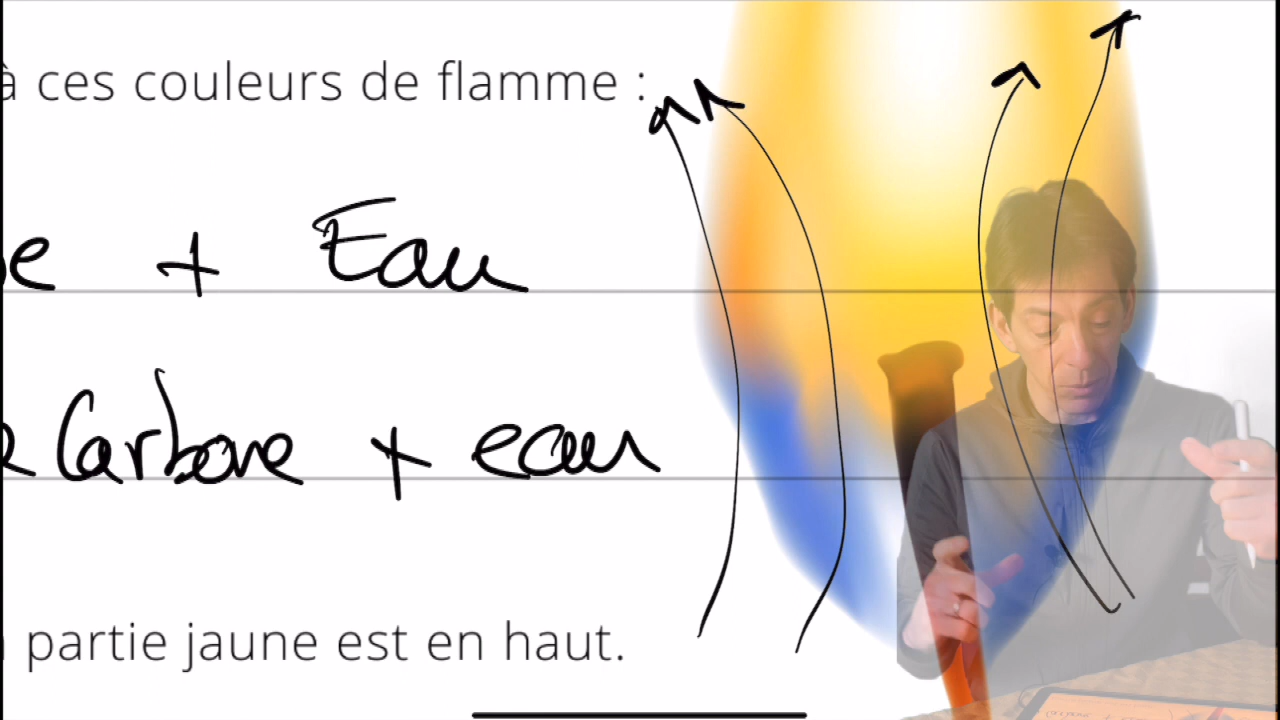 à ces couleurs de flamme :
+ Eau
Carbone + eau
partie jaune est en haut.